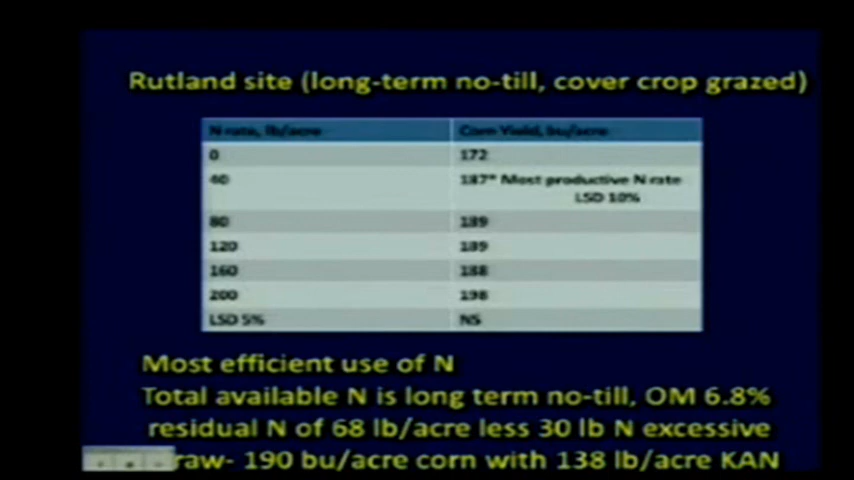 Rutland site (long-term no-till, cover crop grazed)
N rate, lb/acre Corn Yield, bu/acre
0 172
40 187* Most productive N rate
LSD 10%
80 189
120 189
160 188
200 198
LSD 5% NS
Most efficient use of N
Total available N is long term no-till, OM 6.8%
residual N of 68 lb/acre less 30 lb N excessive
raw- 190 bu/acre corn with 138 lb/acre KAN